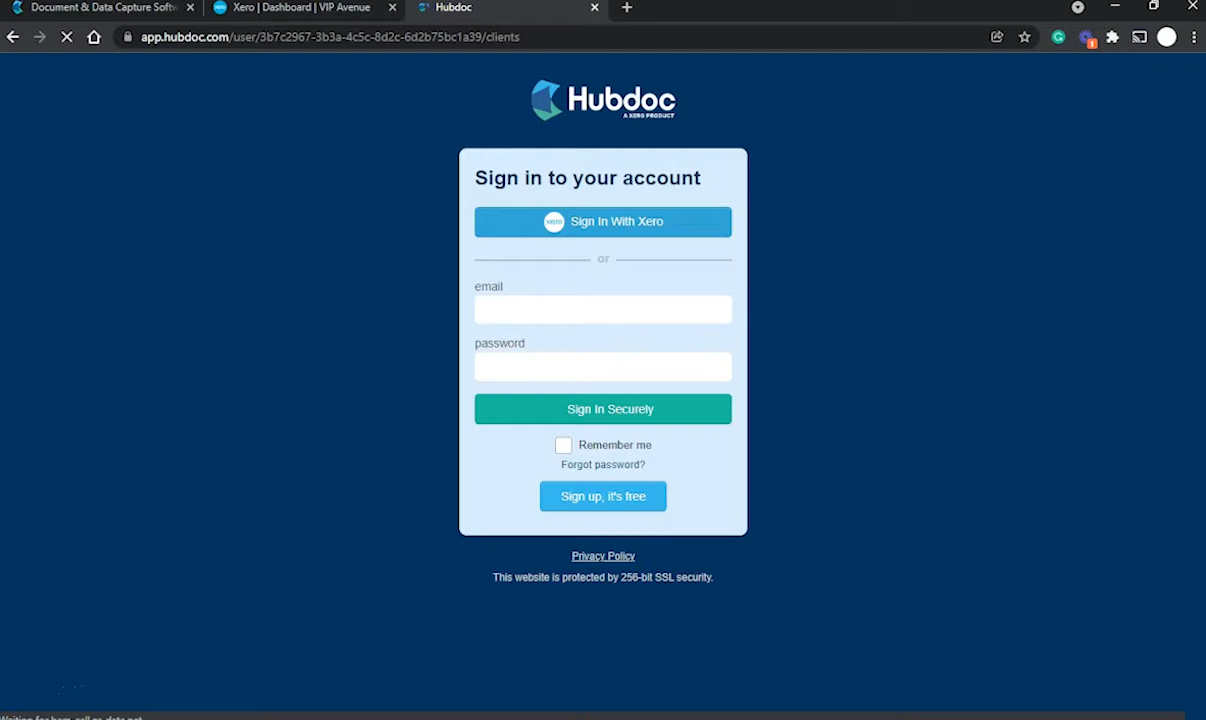 Document & Data Capture Softw
Xero | Dashboard | VIP Avenue
Hubdoc
app.hubdoc.com/user/3b7c2967-3b3a-4c5c-8d2c-6d2b75bc1a39/clients
1
Hubdoc
A XERO PRODUCT
Sign in to your account
xero Sign In With Xero
or
email
password
Sign In Securely
Remember me
Forgot password?
Sign up, it's free
Privacy Policy
This website is protected by 256-bit SSL security.